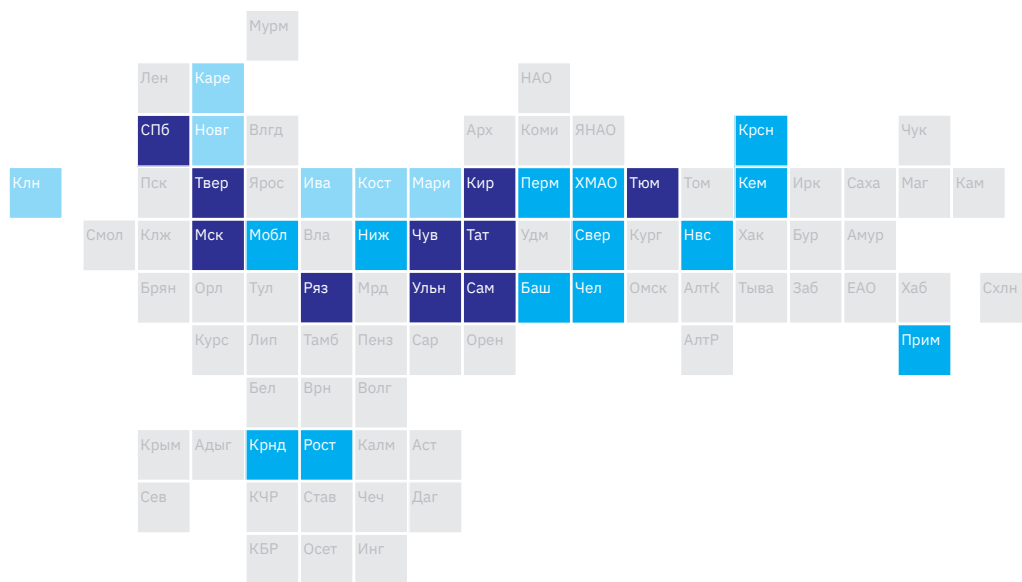 Мурм
Лен Каре НАО
СПб Новг Влгд Арх Коми ЯНАО Крсн Чук
Клн Пск Твер Ярос Ива Кост Мари Кир Перм ХМАО Тюм Том Кем Ирк Саха Маг Кам
Смол Клж Мск Мобл Вла Ниж Чув Тат Удм Свер Кург Нвс Хак Бур Амур
Брян Орл Тул Ряз Мрд Ульн Сам Баш Чел Омск АлтК Тыва Заб ЕАО Хаб Схлн
Курс Лип Тамб Пенз Сар Орен АлтР Прим
Бел Врн Волг
Крым Адыг Крнд Рост Калм Аст
Сев КЧР Став Чеч Даг
КБР Осет Инг